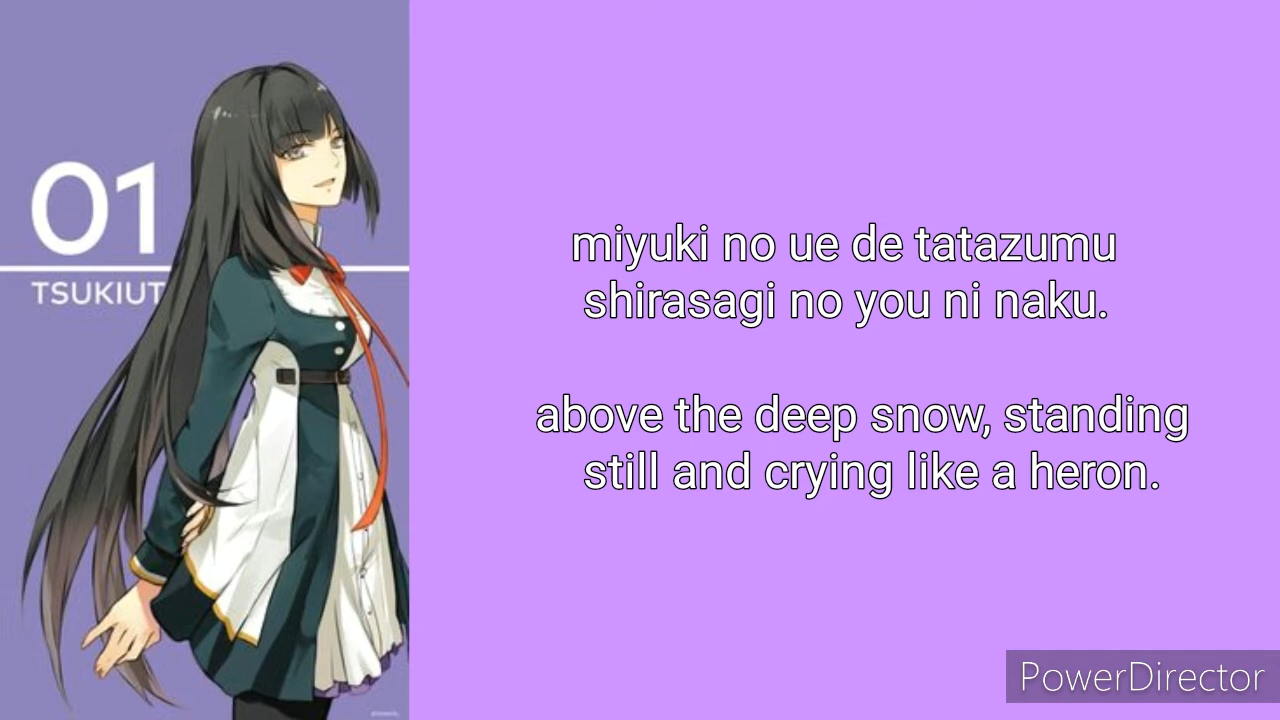 01
TSUKIUT
miyuki no ue de tatazumu
shirasagi no you ni naku.
above the deep snow, standing
still and crying like a heron.
PowerDirector